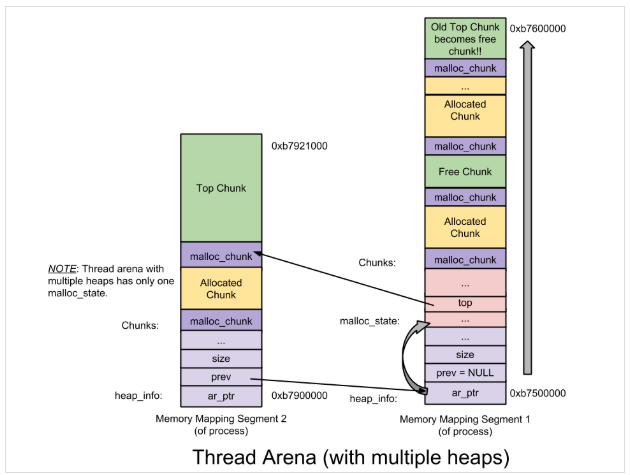 Old Top Chunk
becomes free
chunk!!
0xb7600000
malloc_chunk
...
Allocated
Chunk
malloc_chunk
Free Chunk
malloc_chunk
Allocated
Chunk
Chunks:
malloc_chunk
...
top
malloc_state:
...
...
size
prev = NULL
heap_info:
ar_ptr
0xb7500000
Memory Mapping Segment 1
(of process)
0xb7921000
Top Chunk
malloc_chunk
NOTE: Thread arena with
multiple heaps has only one
malloc_state.
Allocated
Chunk
Chunks:
malloc_chunk
...
size
prev
heap_info:
ar_ptr
0xb7900000
Memory Mapping Segment 2
(of process)
Thread Arena (with multiple heaps)